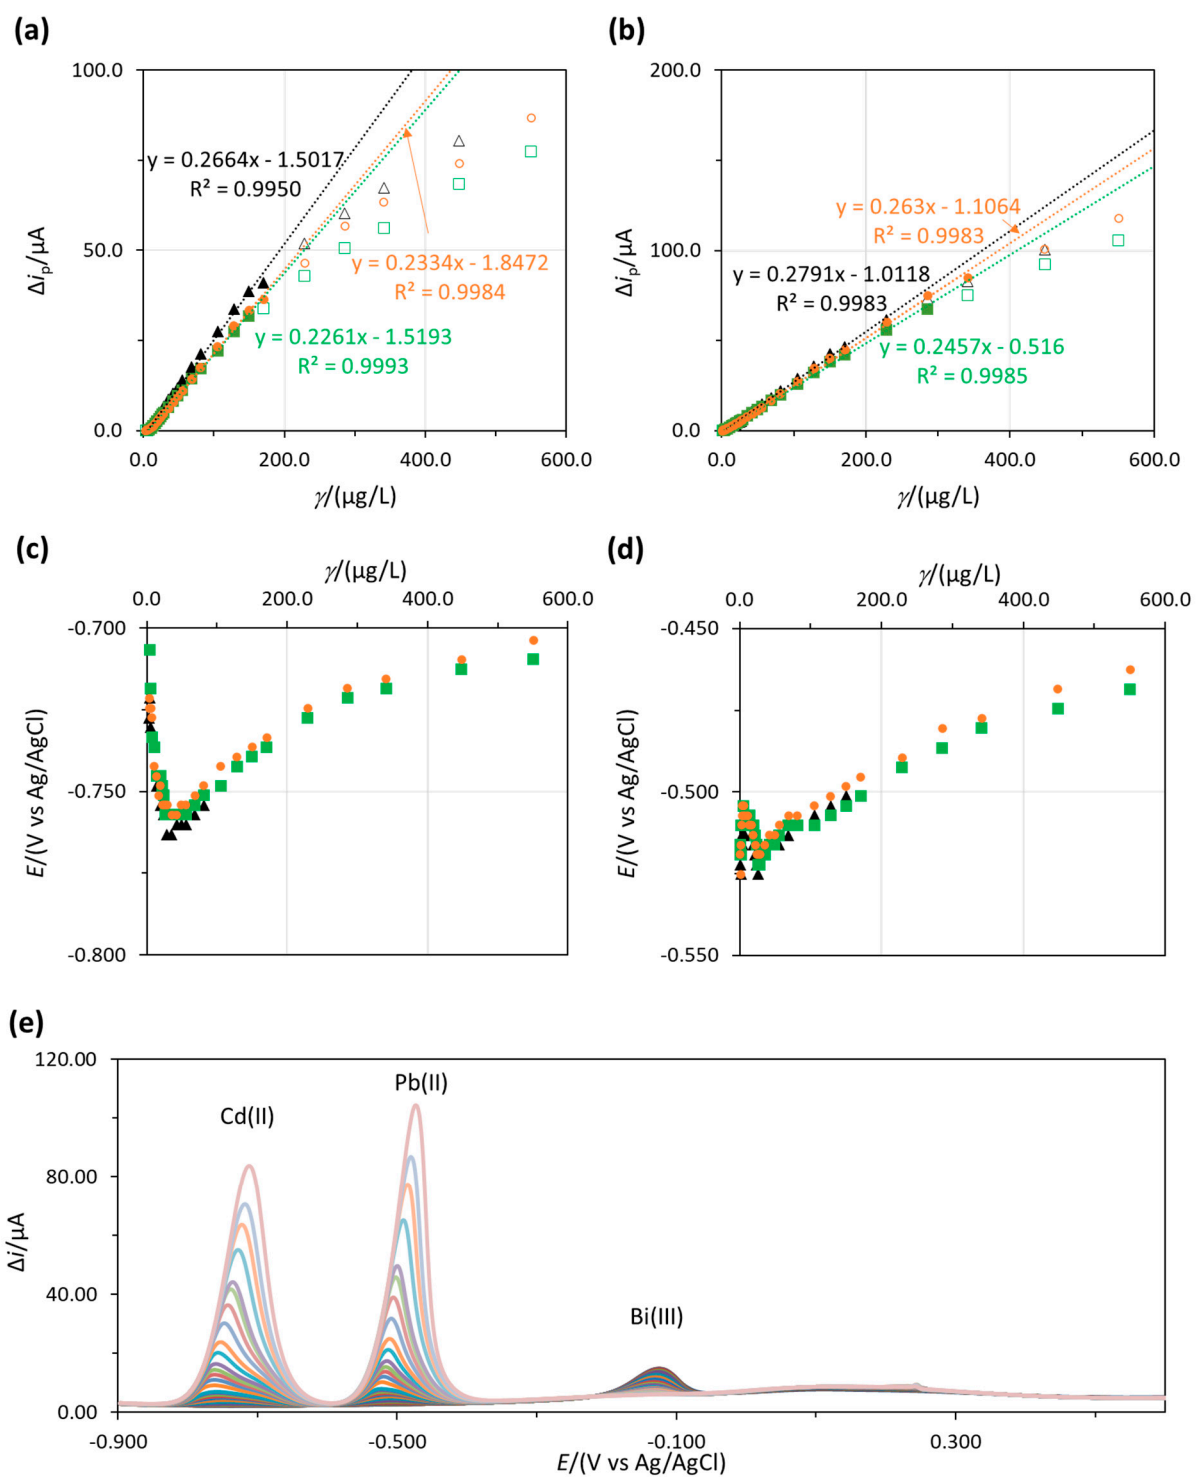 (a)
100.0
50.0
0.0
Δip/μA
y = 0.2664x - 1.5017
R² = 0.9950
y = 0.2334x - 1.8472
R² = 0.9984
y = 0.2261x - 1.5193
R² = 0.9993
0.0 200.0 400.0 600.0
γ/(μg/L)
(b)
200.0
100.0
0.0
Δip/μA
y = 0.263x - 1.1064
R² = 0.9983
y = 0.2791x - 1.0118
R² = 0.9983
y = 0.2457x - 0.516
R² = 0.9985
0.0 200.0 400.0 600.0
γ/(μg/L)
(c)
γ/(μg/L)
0.0 200.0 400.0 600.0
-0.700
-0.750
-0.800
E/(V vs Ag/AgCl)
(d)
γ/(μg/L)
0.0 200.0 400.0 600.0
-0.450
-0.500
-0.550
E/(V vs Ag/AgCl)
(e)
120.00
80.00
40.00
0.00
Δi/μA
Cd(II)
Pb(II)
Bi(III)
-0.900 -0.500 -0.100 0.300
E/(V vs Ag/AgCl)